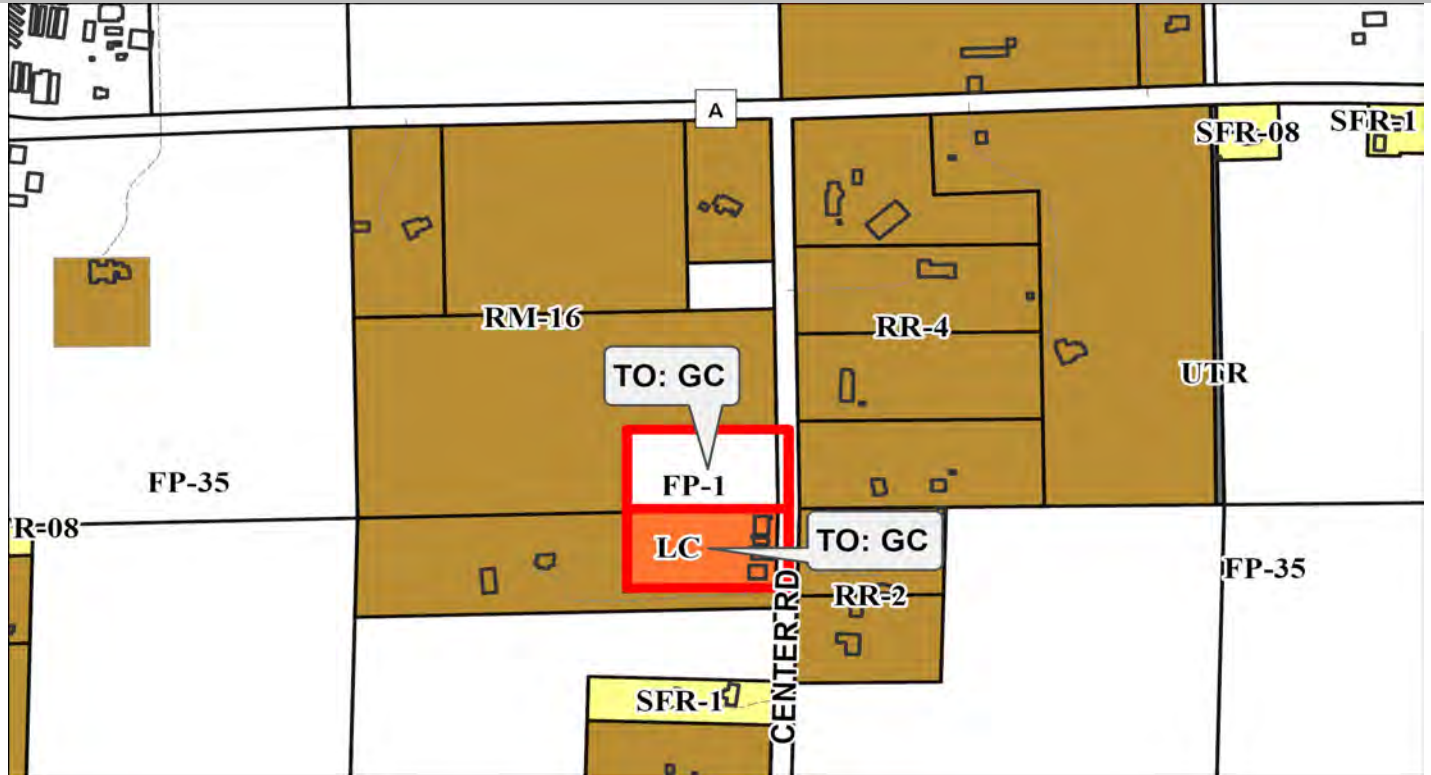 A
SFR-08
SFR-1
RM-16
RR-4
TO: GC
UTR
FP-35
FP-1
R-08
LC
TO: GC
FP-35
RR-2
CENTER RD
SFR-1